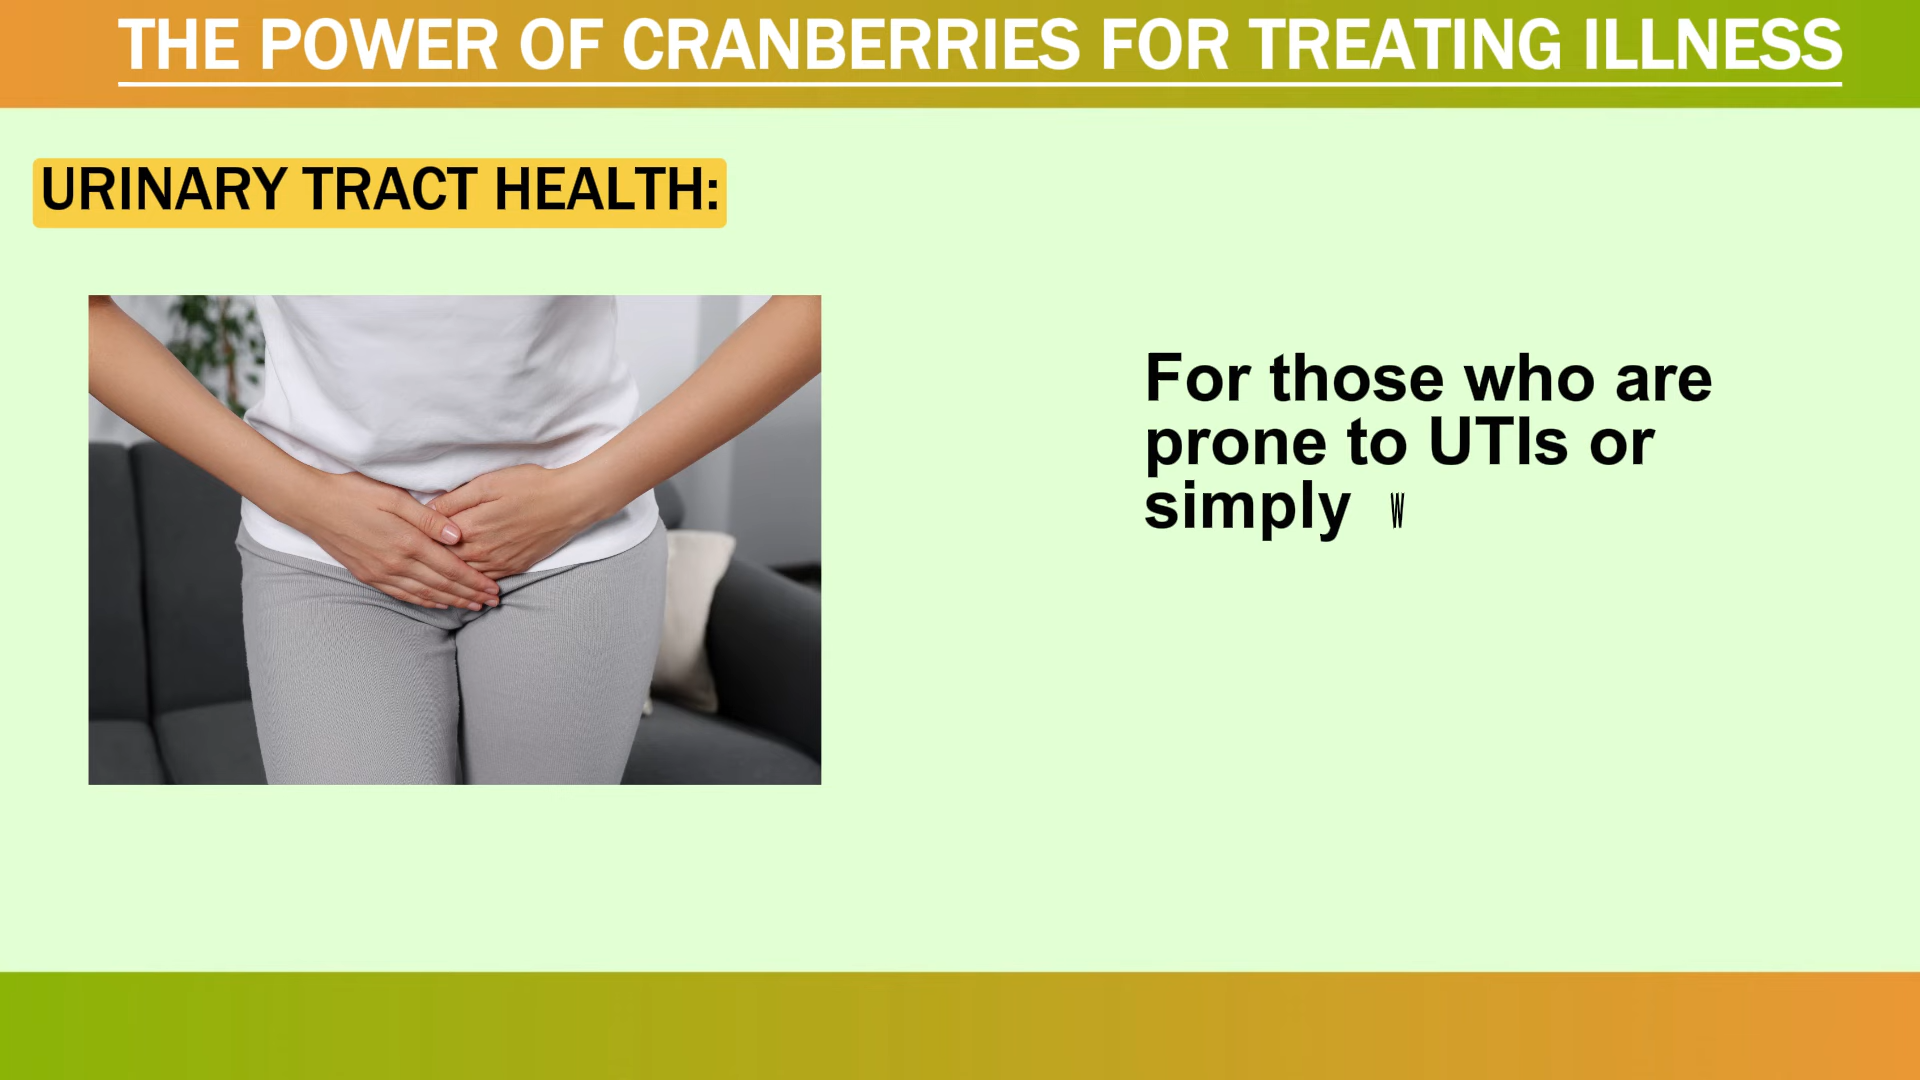 THE POWER OF CRANBERRIES FOR TREATING ILLNESS
URINARY TRACT HEALTH:
For those who are
prone to UTIs or
simply W